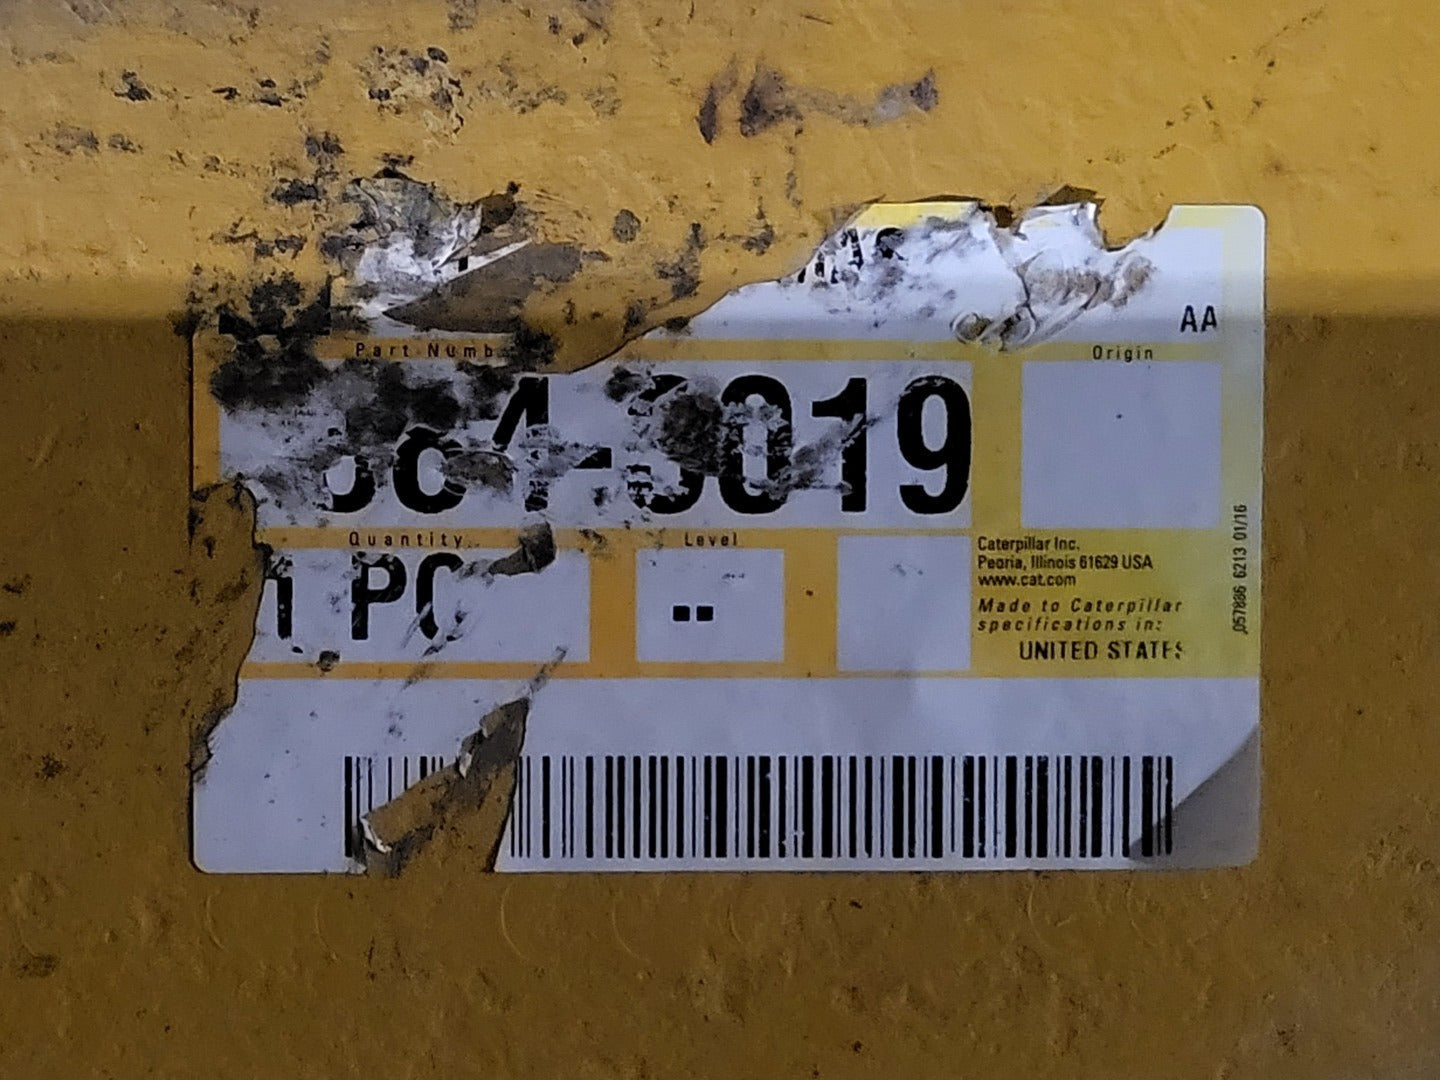 AA
Part Numb
Origin
Quantity
Level
1 PC
--
Caterpillar Inc.
Peoria, Illinois 61629 USA
www.cat.com
Made to Caterpillar
specifications in:
UNITED STATES
057886 6213 01/16